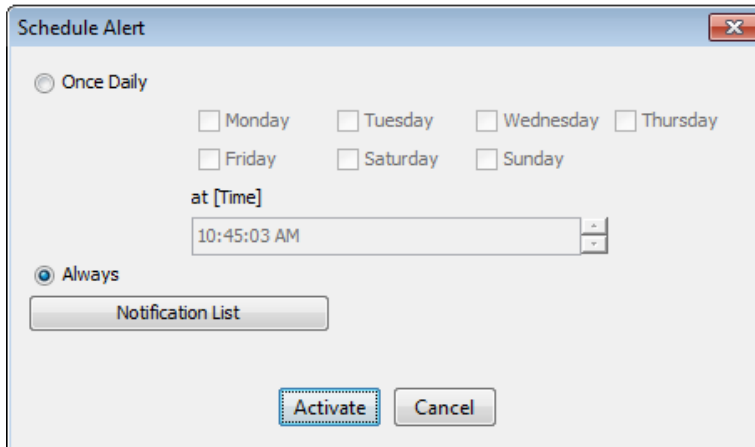 Schedule Alert
Once Daily
Monday Tuesday Wednesday Thursday
Friday Saturday Sunday
at [Time]
10:45:03 AM
Always
Notification List
Activate Cancel